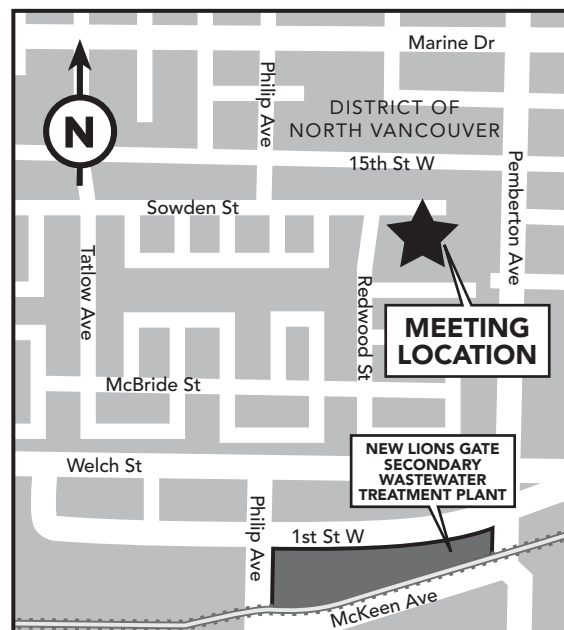 Marine Dr
Philip Ave
DISTRICT OF
NORTH VANCOUVER
N
15th St W
Pemberton Ave
Sowden St
Tatlow Ave
Redwood St
MEETING
LOCATION
McBride St
NEW LIONS GATE
SECONDARY
WASTEWATER
TREATMENT PLANT
Welch St
Philip Ave
1st St W
McKeen Ave